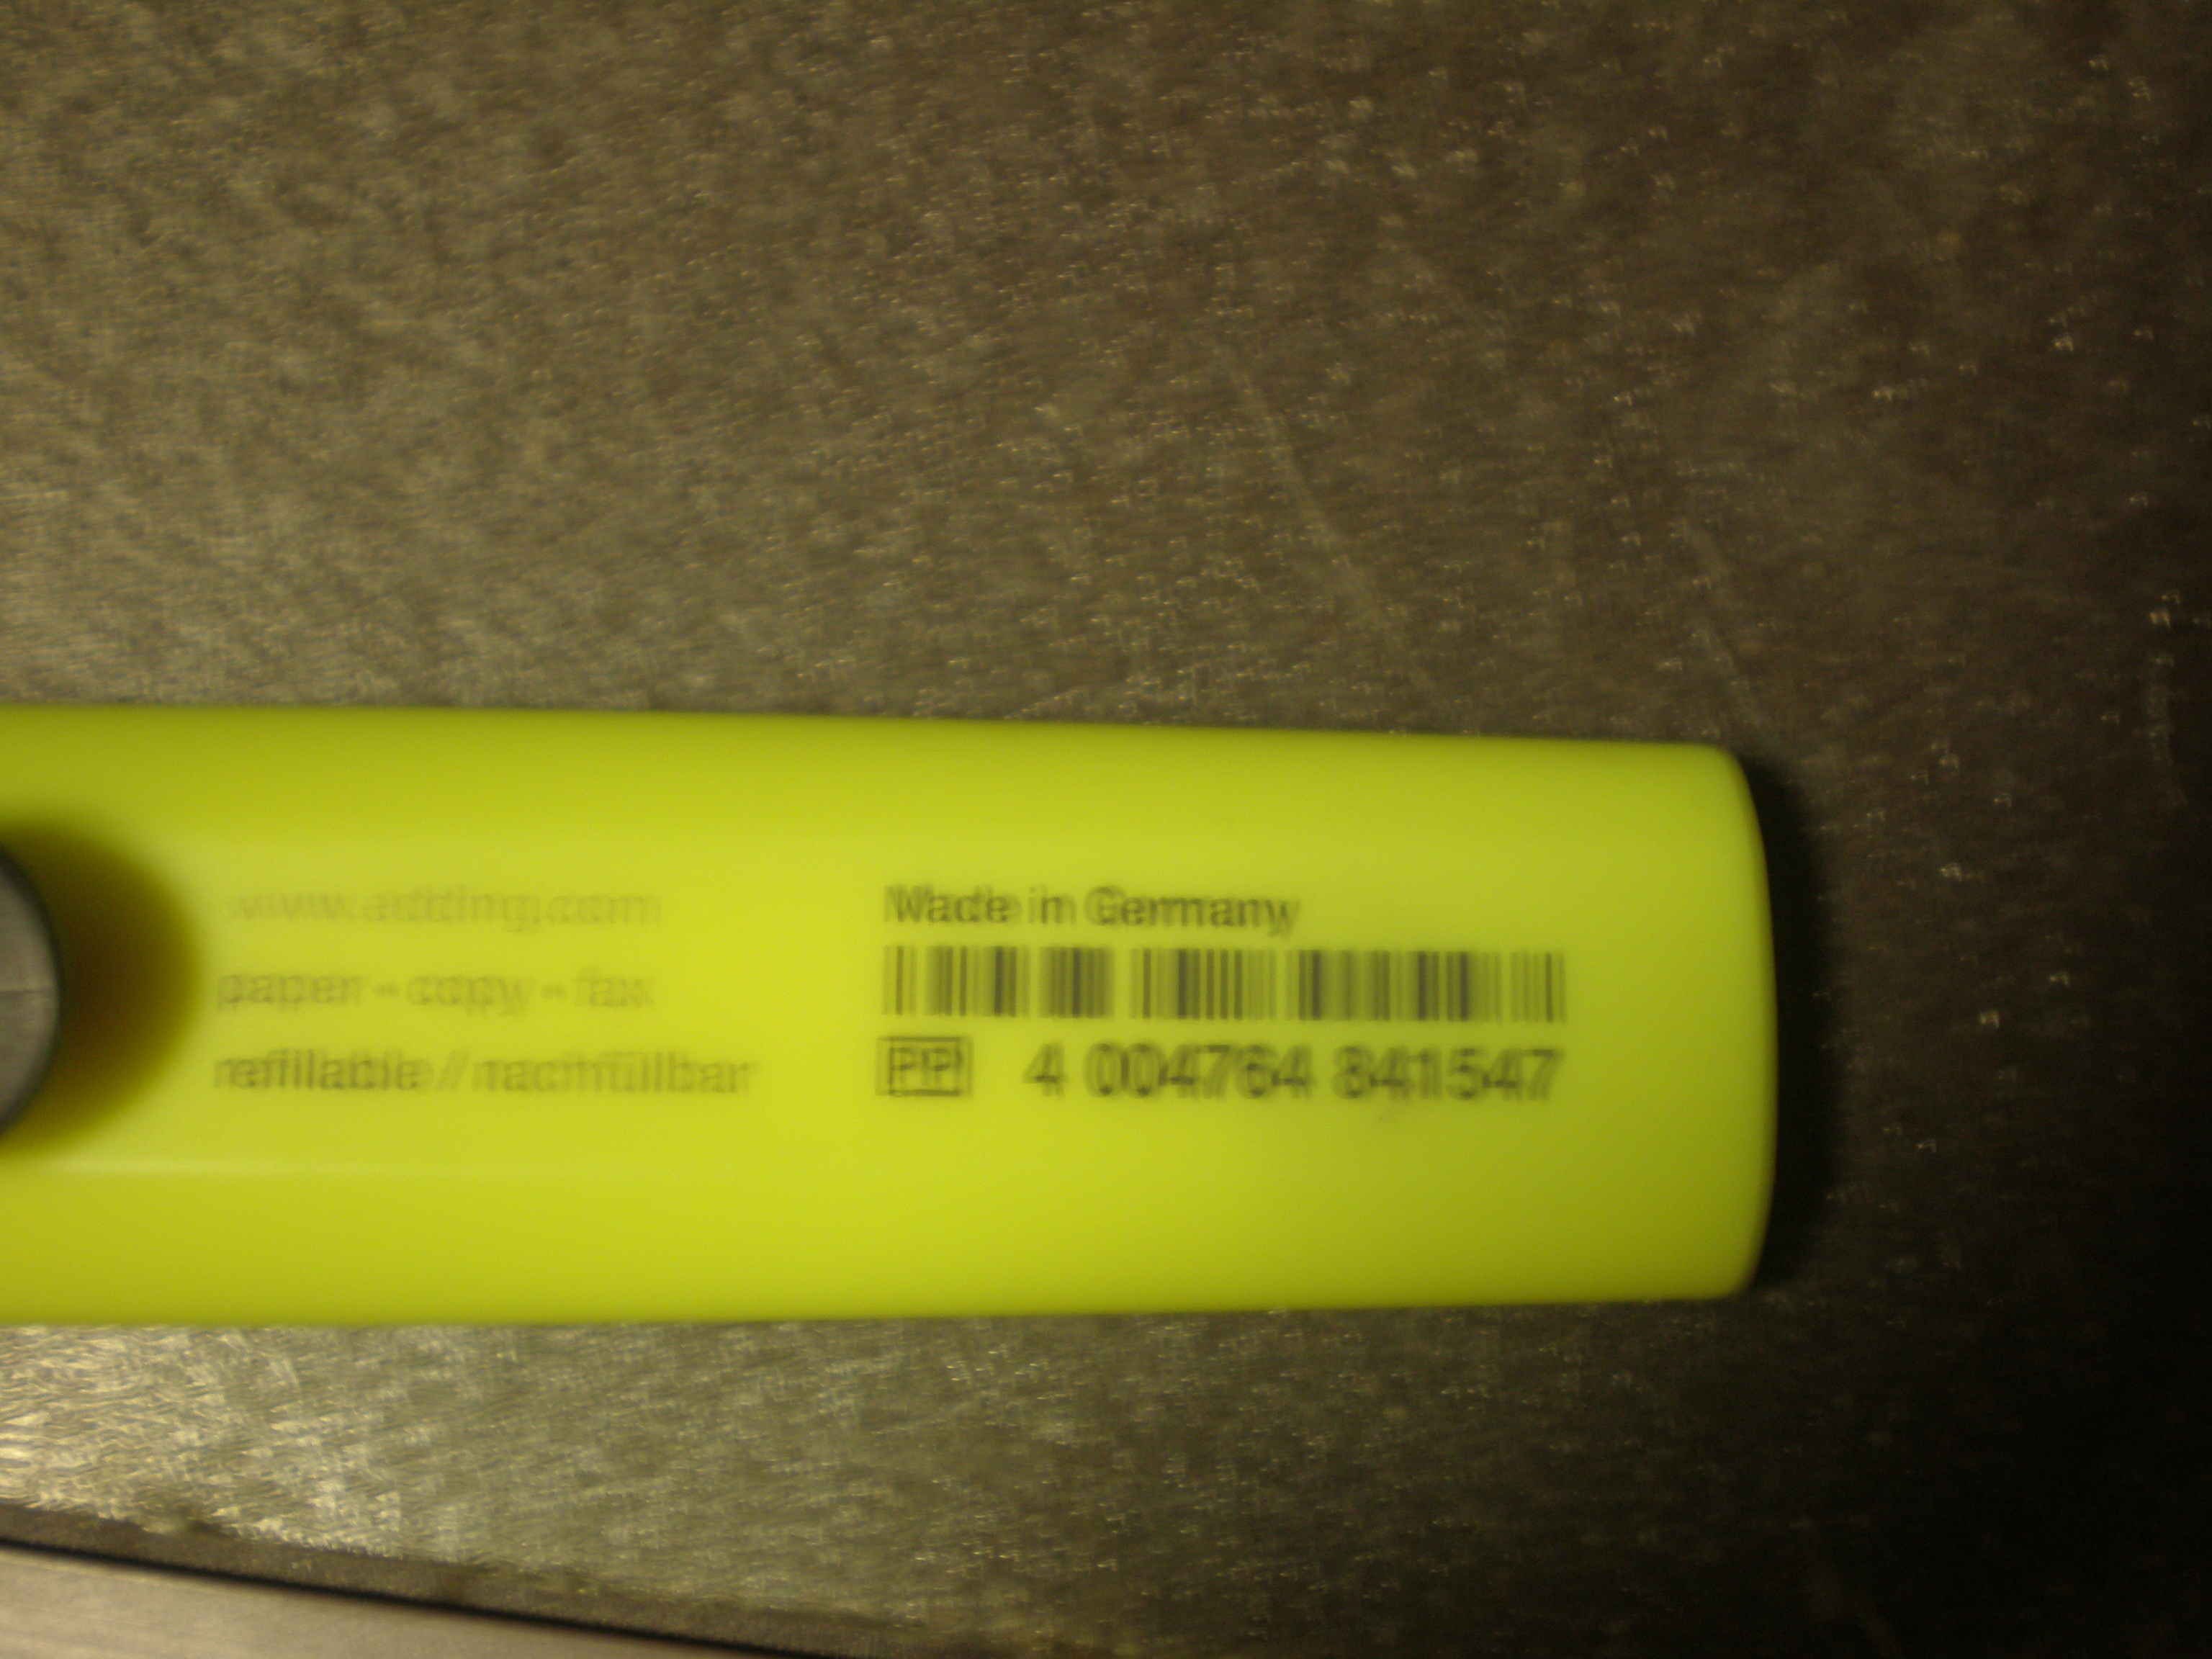 www.edding.com
paper - copy - fax
refillable / nachfüllbar
Made in Germany
PP 4 004764 841547